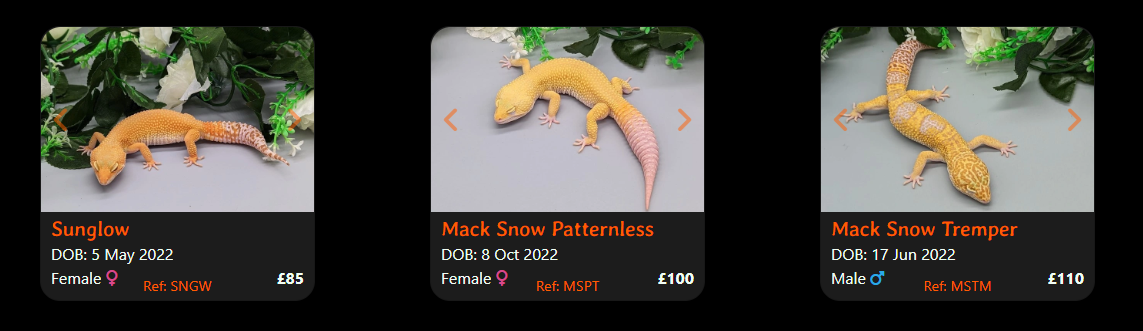 Sunglow
DOB: 5 May 2022
Female ♀ Ref: SNGW £85
Mack Snow Patternless
DOB: 8 Oct 2022
Female ♀ Ref: MSPT £100
Mack Snow Tremper
DOB: 17 Jun 2022
Male ♂ Ref: MSTM £110